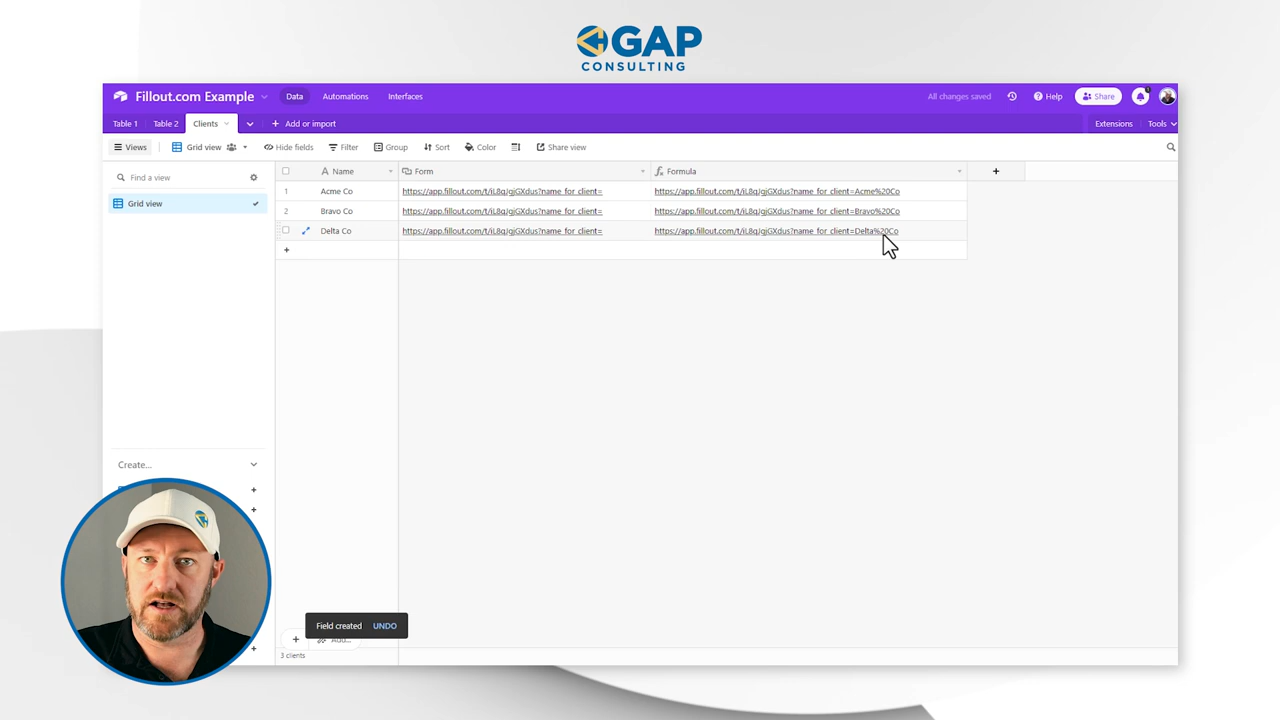 GAP
CONSULTING
Fillout.com Example
Data
Automations
Interfaces
All changes saved
Help
Share
1
Table 1
Table 2
Clients
Add or import
Extensions
Tools
Views
Grid view
Hide fields
Filter
Group
Sort
Color
Share view
Find a view
Grid view
Name
Form
Formula
1 Acme Co https://app.fillout.com/t/iL8qJgjGXdus?name_for_client= https://app.fillout.com/t/iL8qJgjGXdus?name_for_client=Acme%20Co
2 Bravo Co https://app.fillout.com/t/iL8qJgjGXdus?name_for_client= https://app.fillout.com/t/iL8qJgjGXdus?name_for_client=Bravo%20Co
Delta Co https://app.fillout.com/t/iL8qJgjGXdus?name_for_client= https://app.fillout.com/t/iL8qJgjGXdus?name_for_client=Delta%20Co
Create...
Field created UNDO
Add...
3 clients